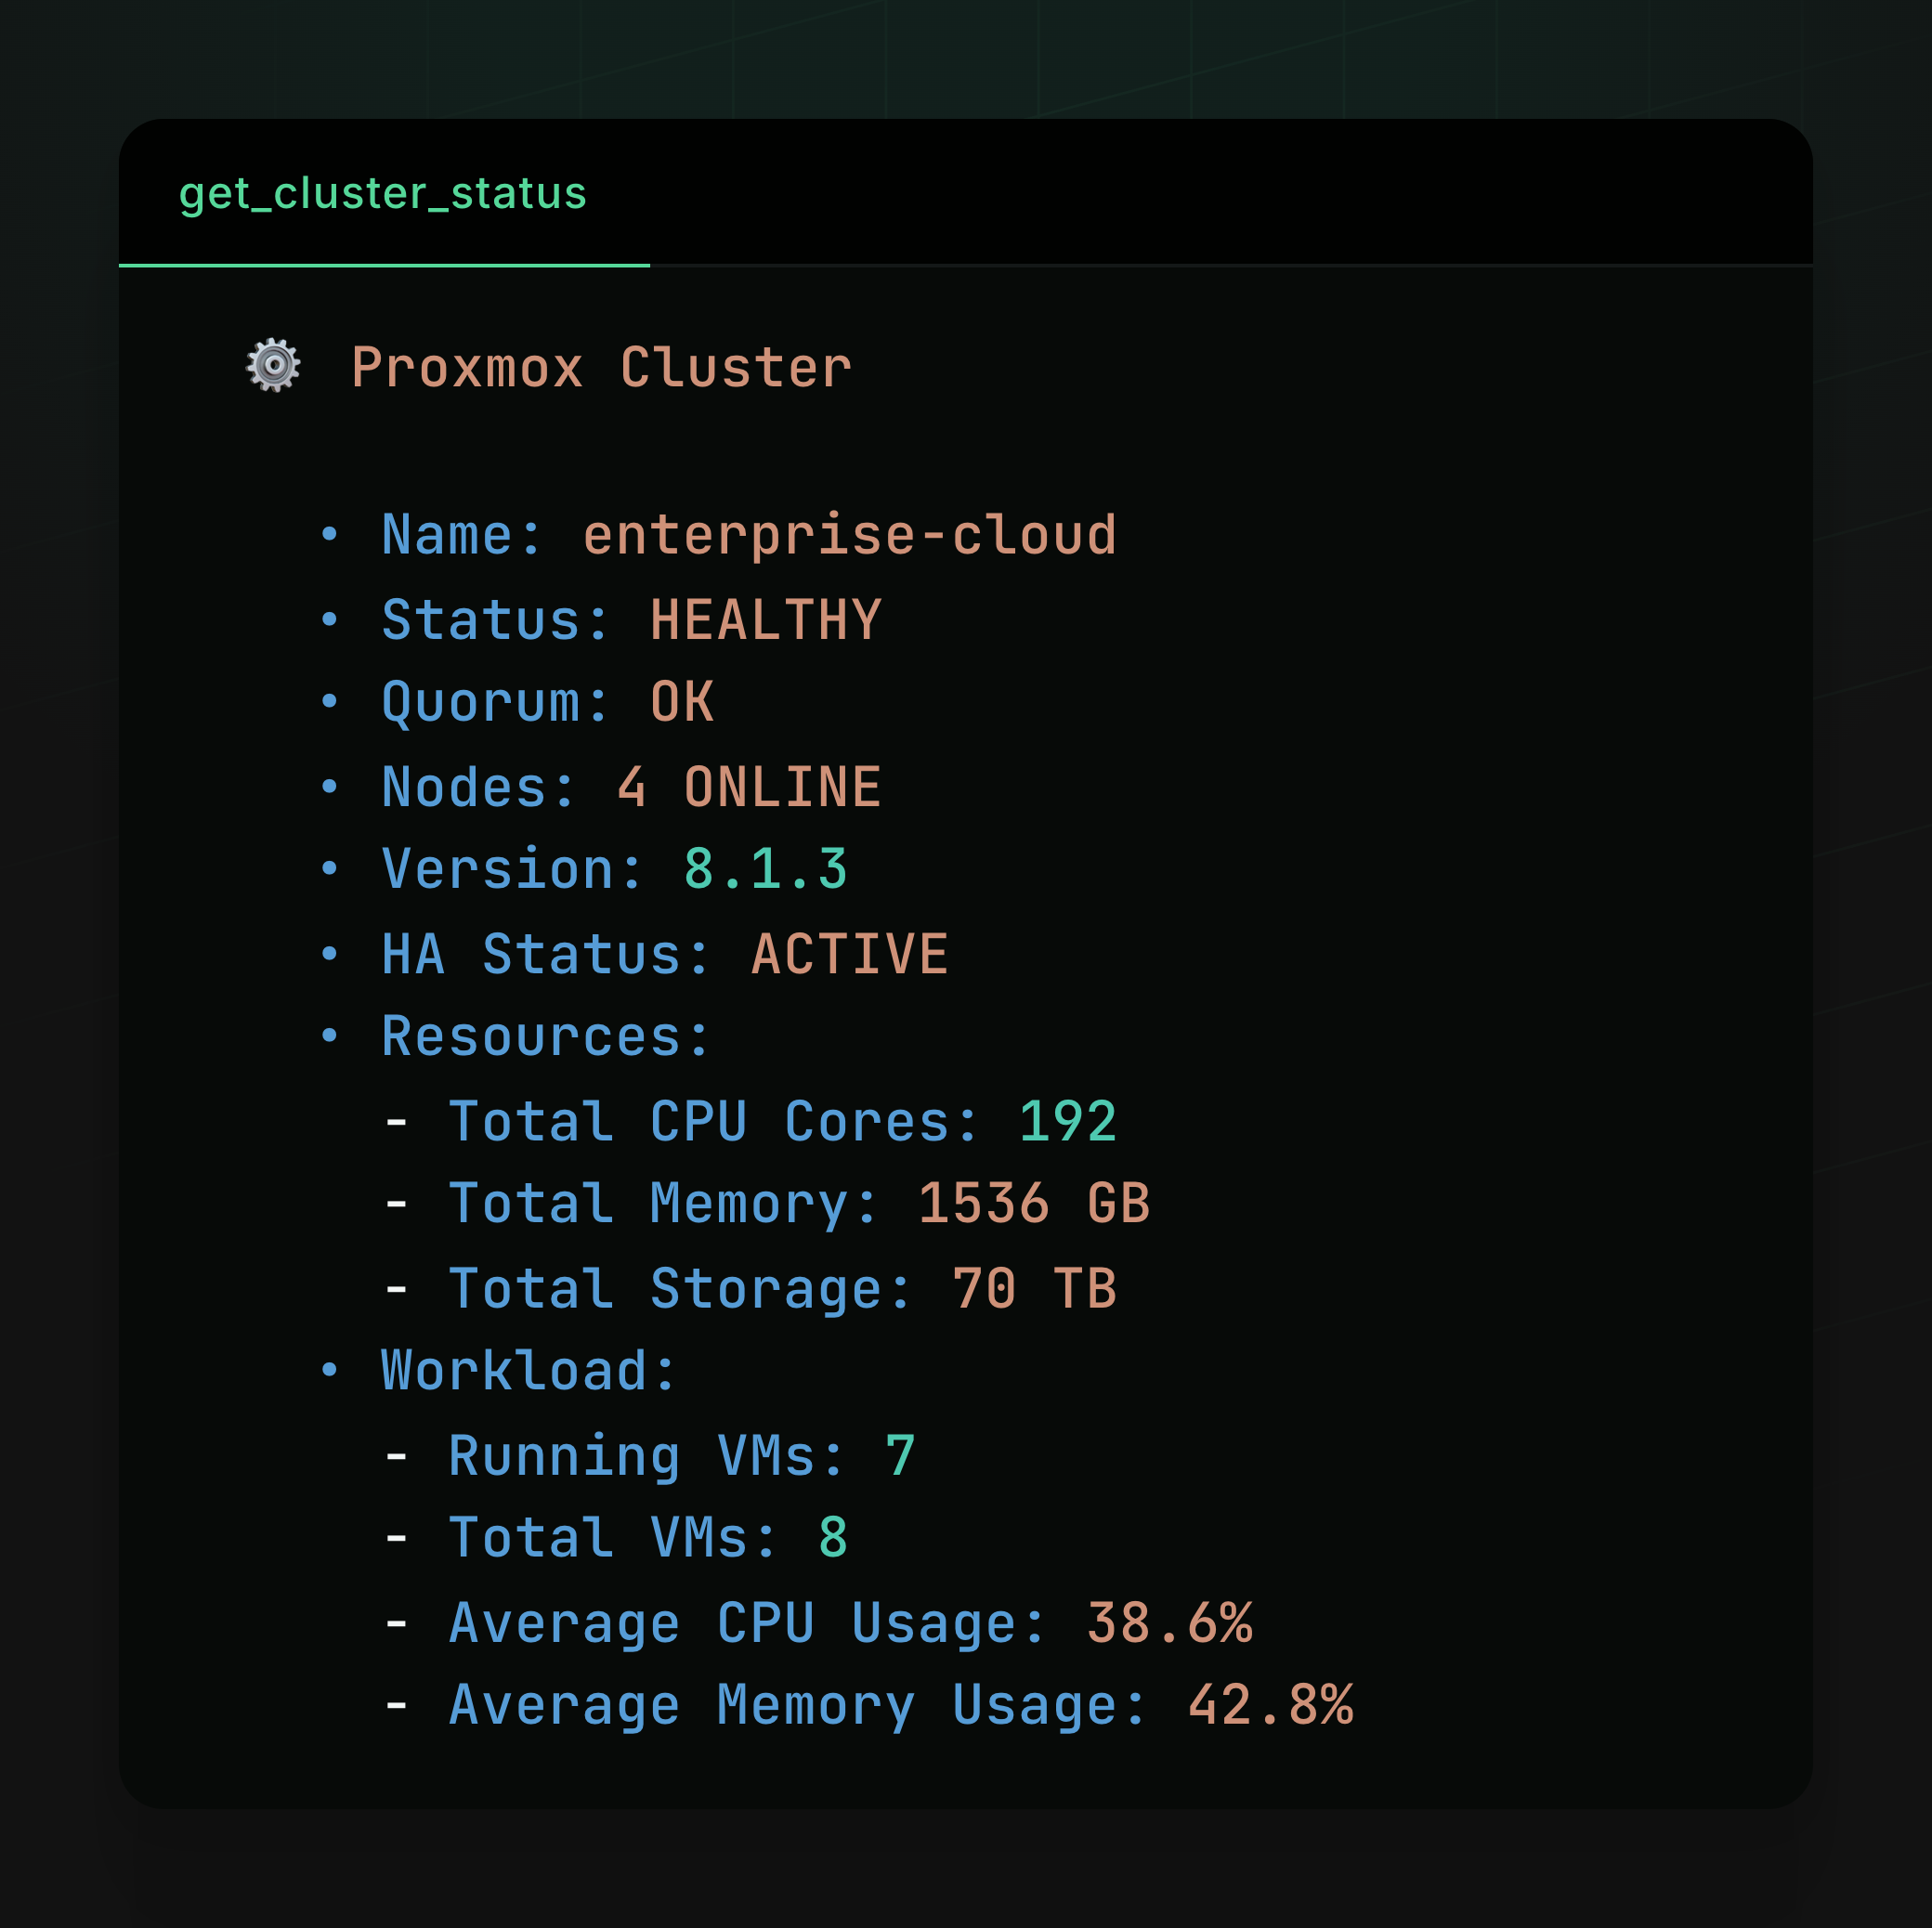 get_cluster_status
⚙️ Proxmox Cluster
• Name: enterprise-cloud
• Status: HEALTHY
• Quorum: OK
• Nodes: 4 ONLINE
• Version: 8.1.3
• HA Status: ACTIVE
• Resources:
- Total CPU Cores: 192
- Total Memory: 1536 GB
- Total Storage: 70 TB
• Workload:
- Running VMs: 7
- Total VMs: 8
- Average CPU Usage: 38.6%
- Average Memory Usage: 42.8%